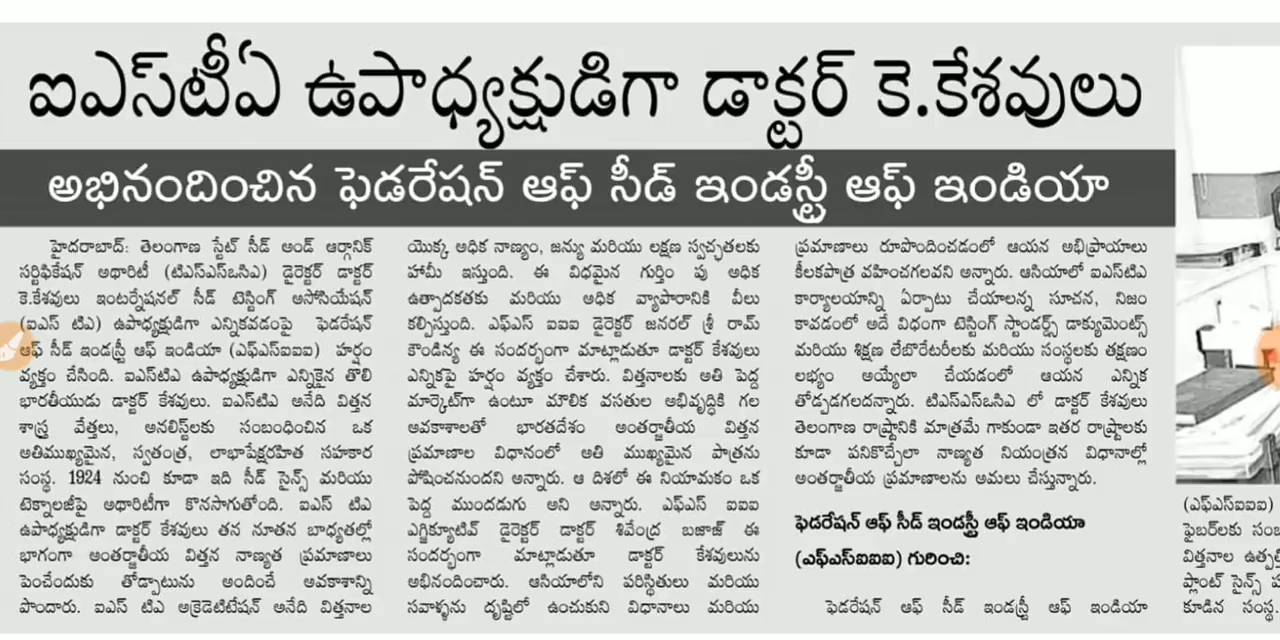 ఐఎస్‌టీఏ ఉపాధ్యక్షుడిగా డాక్టర్ కె.కేశవులు
అభినందించిన ఫెడరేషన్ ఆఫ్ సీడ్ ఇండస్ట్రీ ఆఫ్ ఇండియా
హైదరాబాద్: తెలంగాణ స్టేట్ సీడ్ అండ్ ఆర్గానిక్
సర్టిఫికేషన్ అథారిటీ (టిఎస్ఎస్ఒసిఎ) డైరెక్టర్ డాక్టర్
కె.కేశవులు ఇంటర్నేషనల్ సీడ్ టెస్టింగ్ అసోసియేషన్
(ఐఎస్ టిఎ) ఉపాధ్యక్షుడిగా ఎన్నికవడంపై ఫెడరేషన్
ఆఫ్ సీడ్ ఇండస్ట్రీ ఆఫ్ ఇండియా (ఎఫ్ఎస్ఐఐఐ) హర్షం
వ్యక్తం చేసింది. ఐఎస్‌టిఎ ఉపాధ్యక్షుడిగా ఎన్నికైన తొలి
భారతీయుడు డాక్టర్ కేశవులు. ఐఎస్‌టిఎ అనేది విత్తన
శాస్త్ర వేత్తలు, అనలిస్ట్‌లకు సంబంధించిన ఒక
అతిముఖ్యమైన, స్వతంత్ర, లాభాపేక్షరహిత సహకార
సంస్థ. 1924 నుంచి కూడా ఇది సీడ్ సైన్స్ మరియు
టెక్నాలజీపై అథారిటీగా కొనసాగుతోంది. ఐఎస్ టిఎ
ఉపాధ్యక్షుడిగా డాక్టర్ కేశవులు తన నూతన బాధ్యతల్లో
భాగంగా అంతర్జాతీయ విత్తన నాణ్యత ప్రమాణాలు
పెంచేందుకు తోడ్పాటును అందించే అవకాశాన్ని
పొందారు. ఐఎస్ టిఎ అక్రెడెటిటేషన్ అనేది విత్తనాల
యొక్క అధిక నాణ్యం, జన్యు మరియు లక్షణ స్వచ్ఛతలకు
హామీ ఇస్తుంది. ఈ విధమైన గుర్తిం పు అధిక
ఉత్పాదకతకు మరియు అధిక వ్యాపారానికి వీలు
కల్పిస్తుంది. ఎఫ్ఎస్ ఐఐఐ డైరెక్టర్ జనరల్ శ్రీ రామ్
కౌండిన్య ఈ సందర్భంగా మాట్లాడుతూ డాక్టర్ కేశవులు
ఎన్నికపై హర్షం వ్యక్తం చేశారు. విత్తనాలకు అతి పెద్ద
మార్కెట్‌గా ఉంటూ మౌలిక వసతుల అభివృద్ధికి గల
అవకాశాలతో భారతదేశం అంతర్జాతీయ విత్తన
ప్రమాణాల విధానంలో అతి ముఖ్యమైన పాత్రను
పోషించనుందని అన్నారు. ఆ దిశలో ఈ నియామకం ఒక
పెద్ద ముందడుగు అని అన్నారు. ఎఫ్ఎస్ ఐఐఐ
ఎగ్జిక్యూటివ్ డైరెక్టర్ డాక్టర్ శివేంద్ర బజాజ్ ఈ
సందర్భంగా మాట్లాడుతూ డాక్టర్ కేశవులును
అభినందించారు. ఆసియాలోని పరిస్థితులు మరియు
సవాళ్ళను దృష్టిలో ఉంచుకుని విధానాలు మరియు
ప్రమాణాలు రూపొందించడంలో ఆయన అభిప్రాయాలు
కీలకపాత్ర వహించగలవని అన్నారు. ఆసియాలో ఐఎస్‌టిఎ
కార్యాలయాన్ని ఏర్పాటు చేయాలన్న సూచన, నిజం
కావడంలో అదే విధంగా టెస్టింగ్ స్టాండర్డ్స్ డాక్యుమెంట్స్
మరియు శిక్షణ లేబొరేటరీలకు మరియు సంస్థలకు తక్షణం
లభ్యం అయ్యేలా చేయడంలో ఆయన ఎన్నిక
తోడ్పడగలదన్నారు. టిఎస్ఎస్ఒసిఎ లో డాక్టర్ కేశవులు
తెలంగాణ రాష్ట్రానికి మాత్రమే గాకుండా ఇతర రాష్ట్రాలకు
కూడా పనికొచ్చేలా నాణ్యత నియంత్రన విధానాల్లో
అంతర్జాతీయ ప్రమాణాలను అమలు చేస్తున్నారు.
ఫెడరేషన్ ఆఫ్ సీడ్ ఇండస్ట్రీ ఆఫ్ ఇండియా
(ఎఫ్ఎస్ఐఐఐ) గురించి:
ఫెడరేషన్ ఆఫ్ సీడ్ ఇండస్ట్రీ ఆఫ్ ఇండియా
(ఎఫ్ఎస్ఐఐఐ)
ఫైబర్‌లకు
విత్తనాల
ప్లాంట్ సైన్స్
కూడిన సంస్థ.